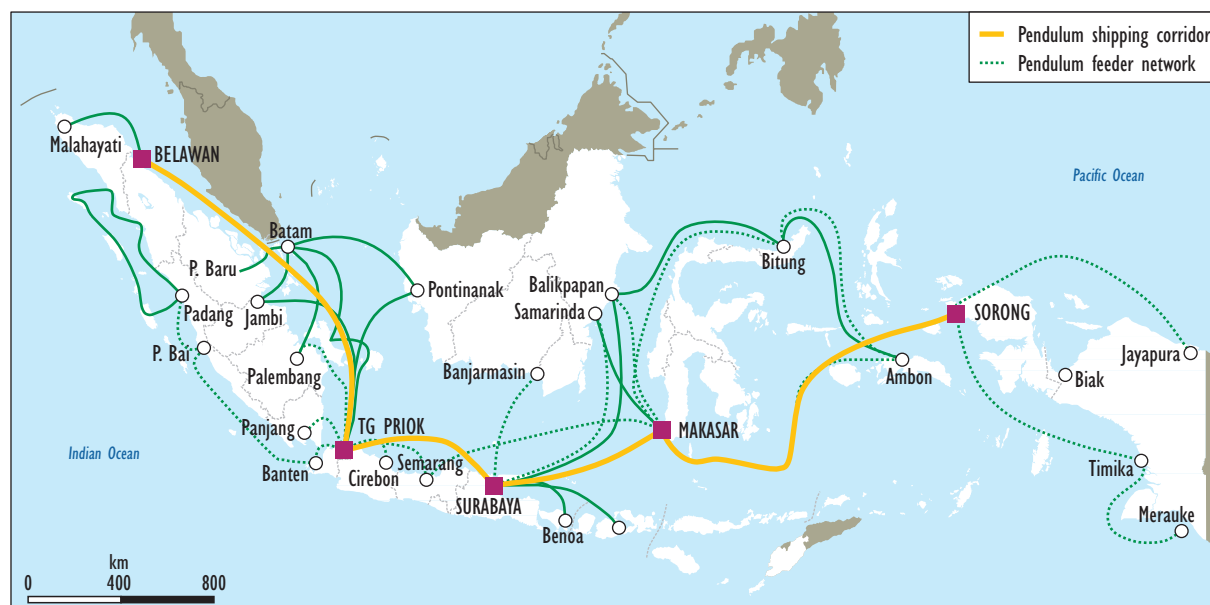 Pendulum shipping corridor
Pendulum feeder network
Malahayati
BELAWAN
Pacific Ocean
Batam
Bitung
P. Baru
Balikpapan
Pontinanak
Padang
Jambi
Samarinda
SORONG
P. Bai
Jayapura
Palembang
Banjarmasin
Ambon
Biak
Panjang
TG PRIOK
MAKASAR
Indian Ocean
Semarang
Banten
Cirebon
Timika
SURABAYA
Benoa
Merauke
km
0 400 800